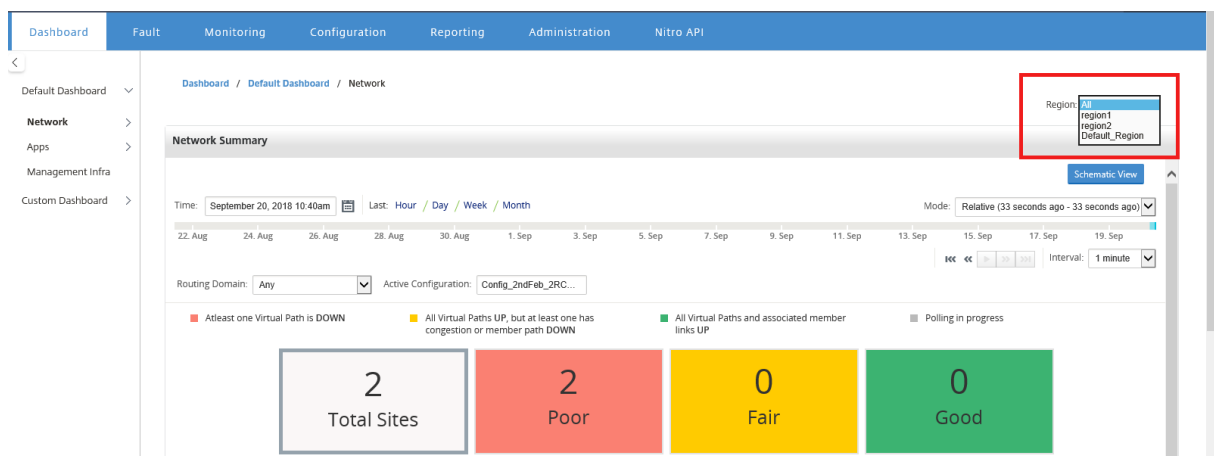 Dashboard Fault Monitoring Configuration Reporting Administration Nitro API
Default Dashboard
Network
Apps
Management Infra
Custom Dashboard
Dashboard / Default Dashboard / Network
Region: All
region1
region2
Default_Region
Network Summary
Schematic View
Time: September 20, 2018 10:40am Last: Hour / Day / Week / Month
Mode: Relative (33 seconds ago - 33 seconds ago)
22. Aug 24. Aug 26. Aug 28. Aug 30. Aug 1. Sep 3. Sep 5. Sep 7. Sep 9. Sep 11. Sep 13. Sep 15. Sep 17. Sep 19. Sep
Interval: 1 minute
Routing Domain: Any Active Configuration: Config_2ndFeb_2RC...
Atleast one Virtual Path is DOWN
All Virtual Paths UP, but at least one has
congestion or member path DOWN
All Virtual Paths and associated member
links UP
Polling in progress
2
Total Sites
2
Poor
0
Fair
0
Good